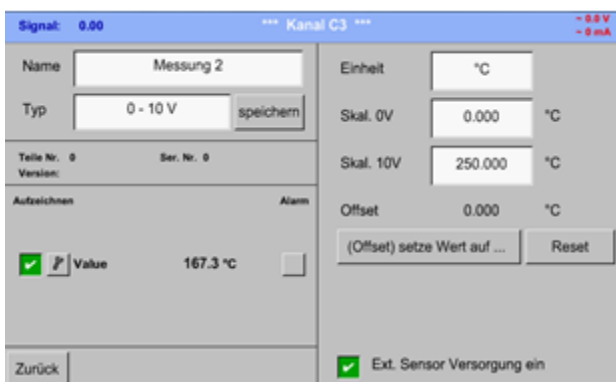 Signal: 0.00 *** Kanal C3 *** ~ 0.0 V
~ 0 mA
Name Messung 2
Typ 0 - 10 V speichern
Teile Nr. 0 Ser. Nr. 0
Version:
Aufzeichnen Alarm
Value 167.3 °C
Zurück
Einheit °C
Skal. 0V 0.000 °C
Skal. 10V 250.000 °C
Offset 0.000 °C
(Offset) setze Wert auf ... Reset
Ext. Sensor Versorgung ein